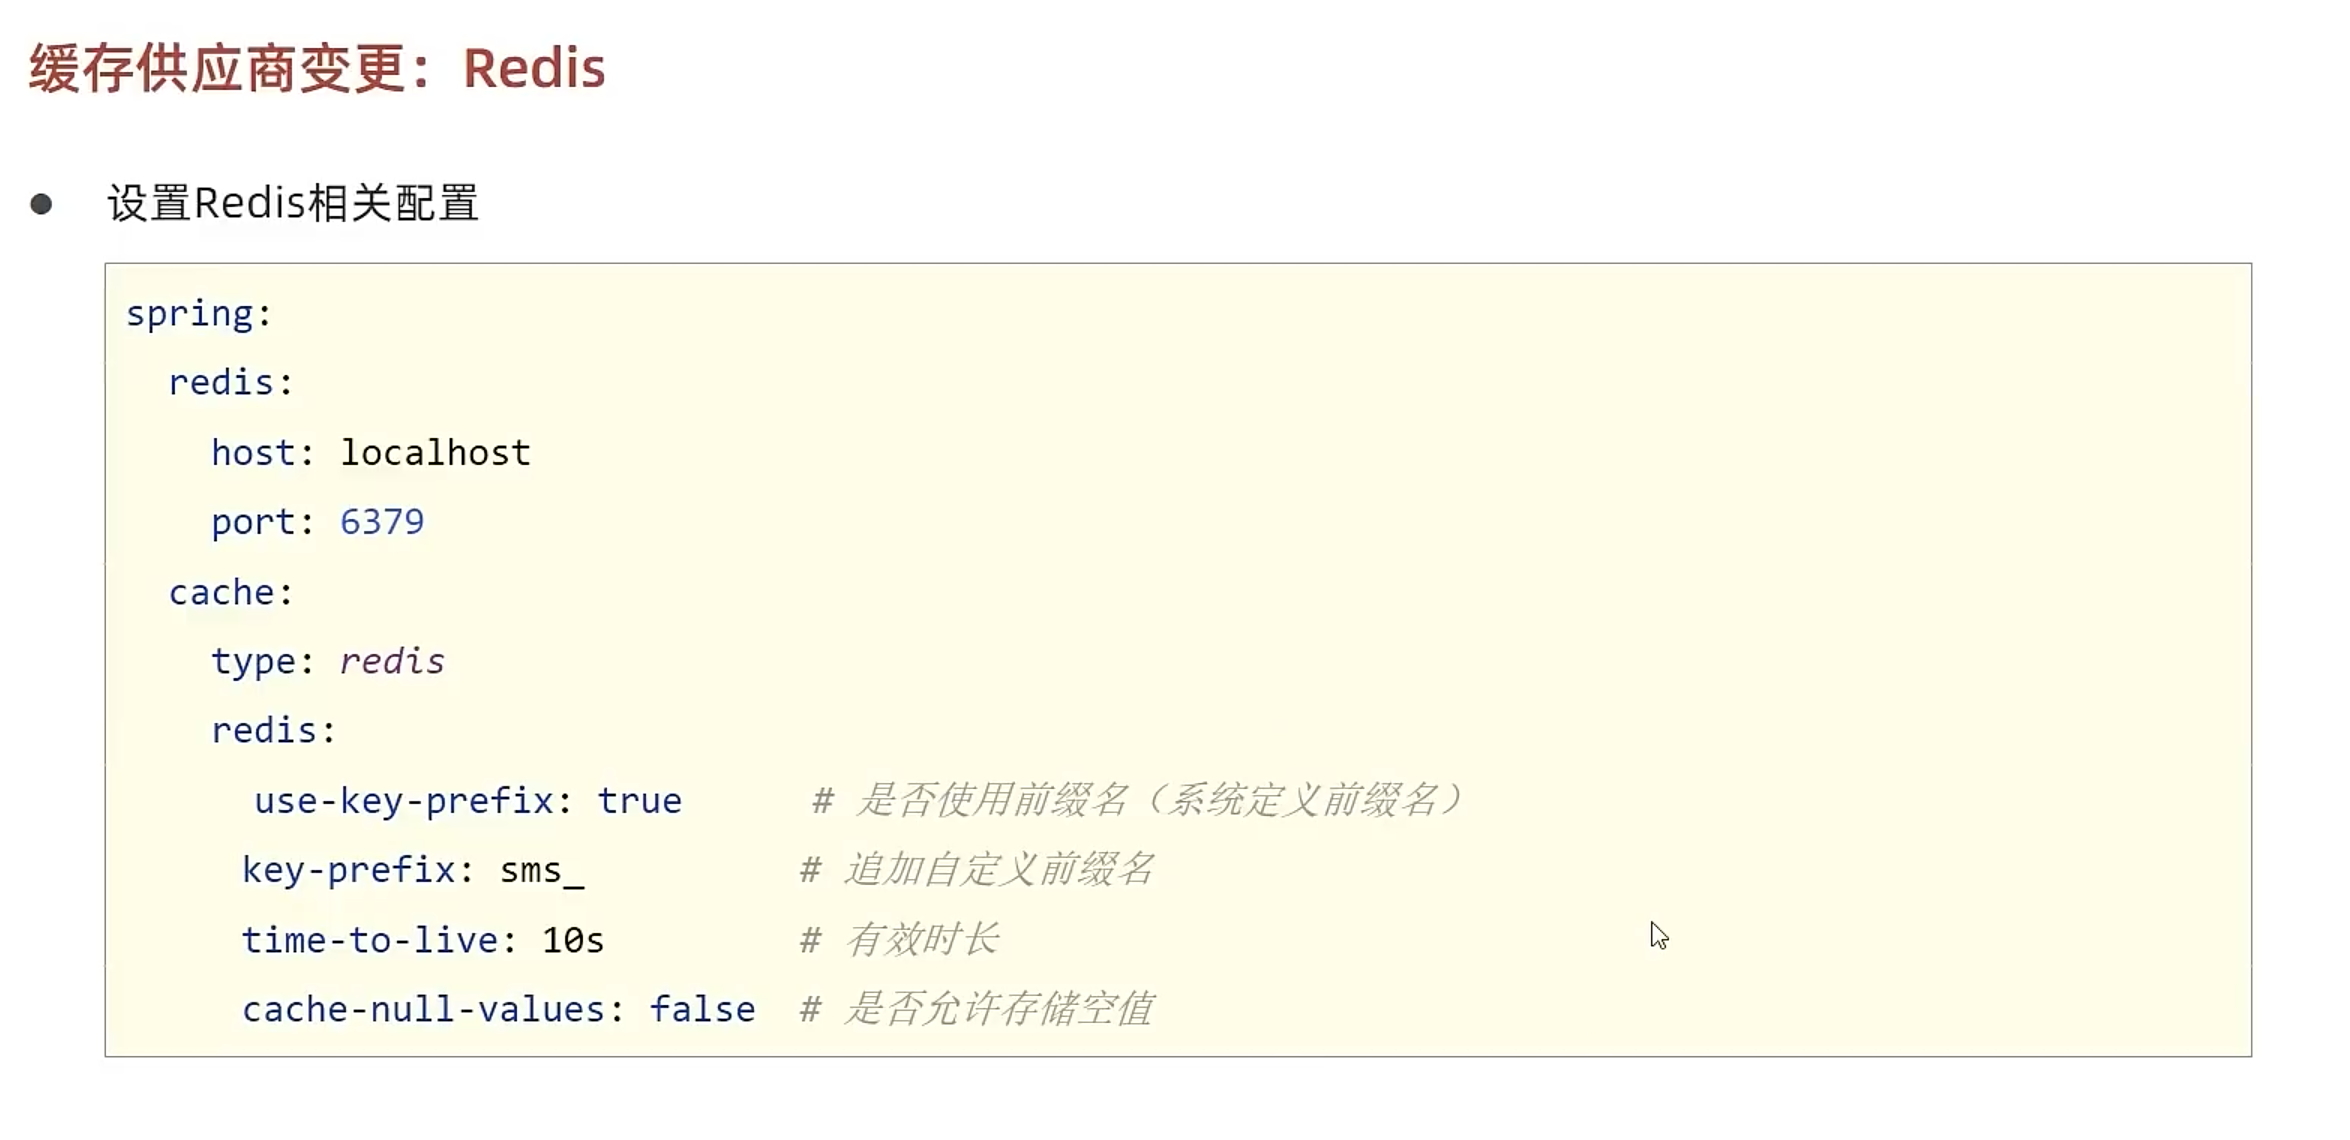 缓存供应商变更：Redis
● 设置Redis相关配置
spring:
  redis:
    host: localhost
    port: 6379
  cache:
    type: redis
    redis:
      use-key-prefix: true      # 是否使用前缀名（系统定义前缀名）
      key-prefix: sms_          # 追加自定义前缀名
      time-to-live: 10s         # 有效时长
      cache-null-values: false  # 是否允许存储空值